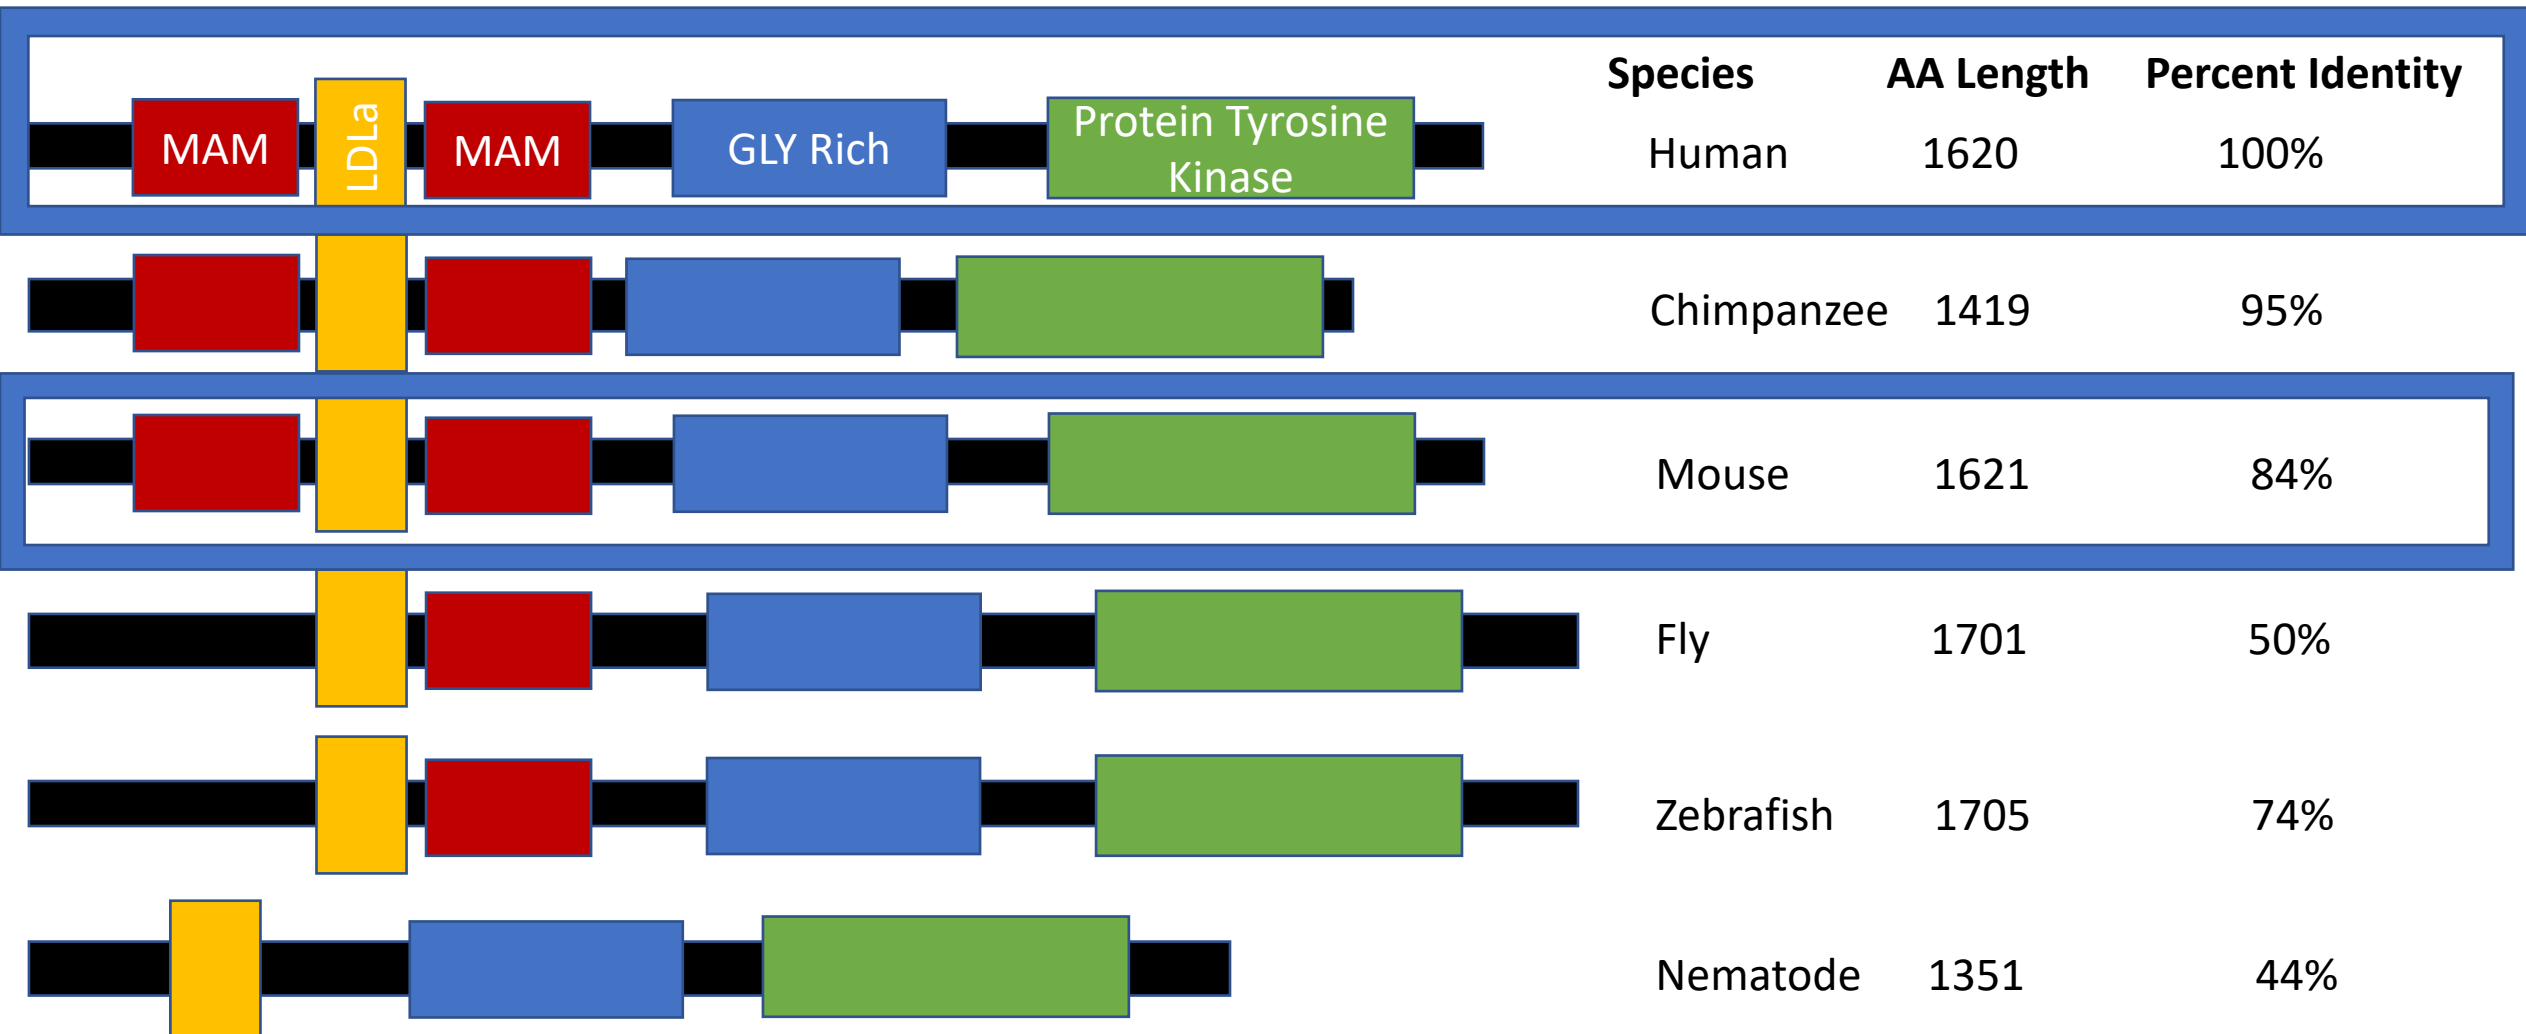 Species AA Length Percent Identity
MAM LDLa MAM GLY Rich Protein Tyrosine
Kinase
Human 1620 100%
Chimpanzee 1419 95%
Mouse 1621 84%
Fly 1701 50%
Zebrafish 1705 74%
Nematode 1351 44%